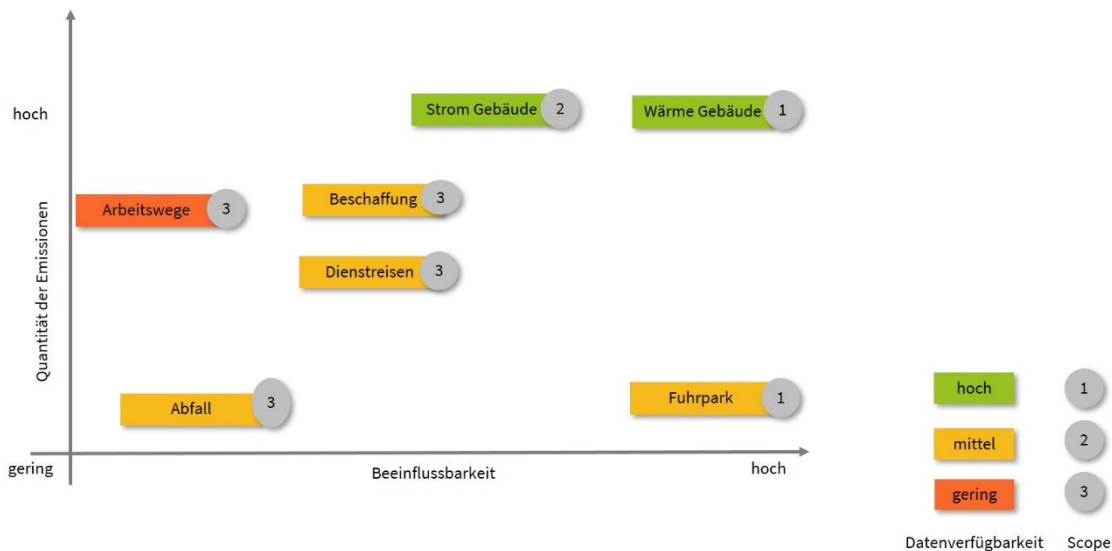 hoch
Quantität der Emissionen
Strom Gebäude 2
Wärme Gebäude 1
Arbeitswege 3
Beschaffung 3
Dienstreisen 3
Abfall 3
Fuhrpark 1
gering
Beeinflussbarkeit
hoch
hoch 1
mittel 2
gering 3
Datenverfügbarkeit Scope